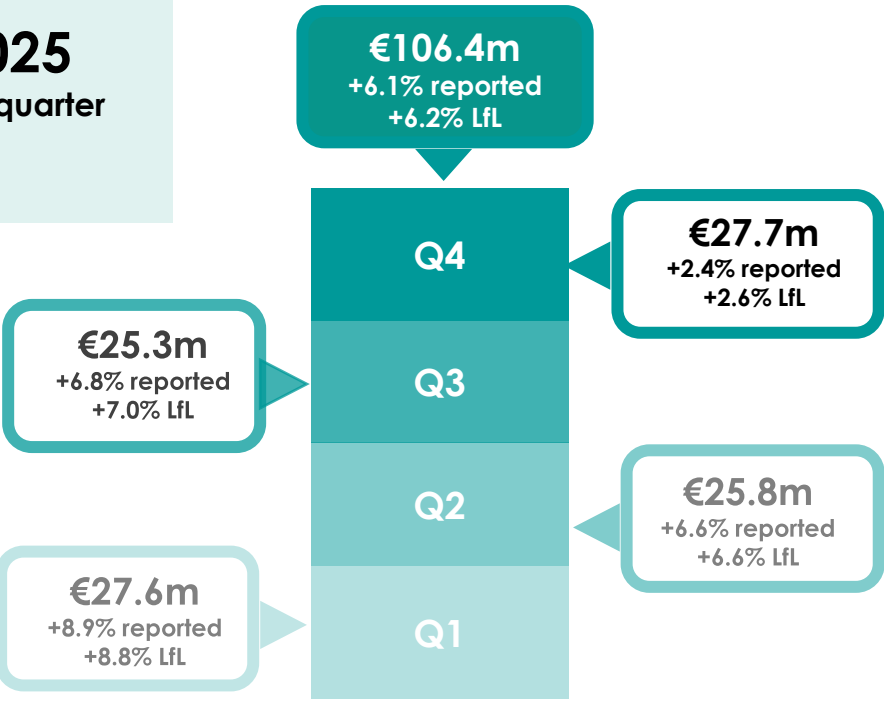 quarter
€106.4m
+6.1% reported
+6.2% LfL
Q4
€27.7m
+2.4% reported
+2.6% LfL
€25.3m
+6.8% reported
+7.0% LfL
Q3
Q2
€25.8m
+6.6% reported
+6.6% LfL
€27.6m
+8.9% reported
+8.8% LfL
Q1